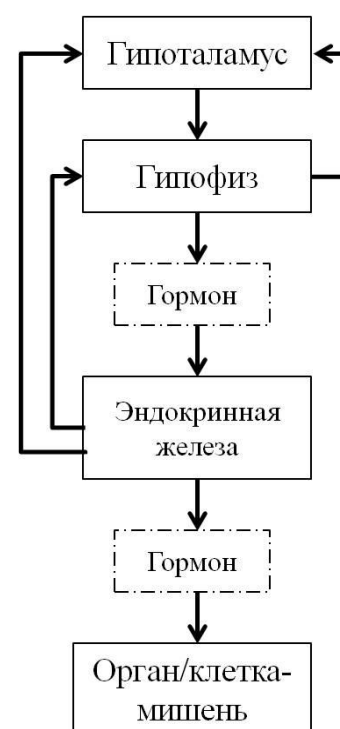 Гипоталамус
Гипофиз
Гормон
Эндокринная
железа
Гормон
Орган/клетка-
мишень